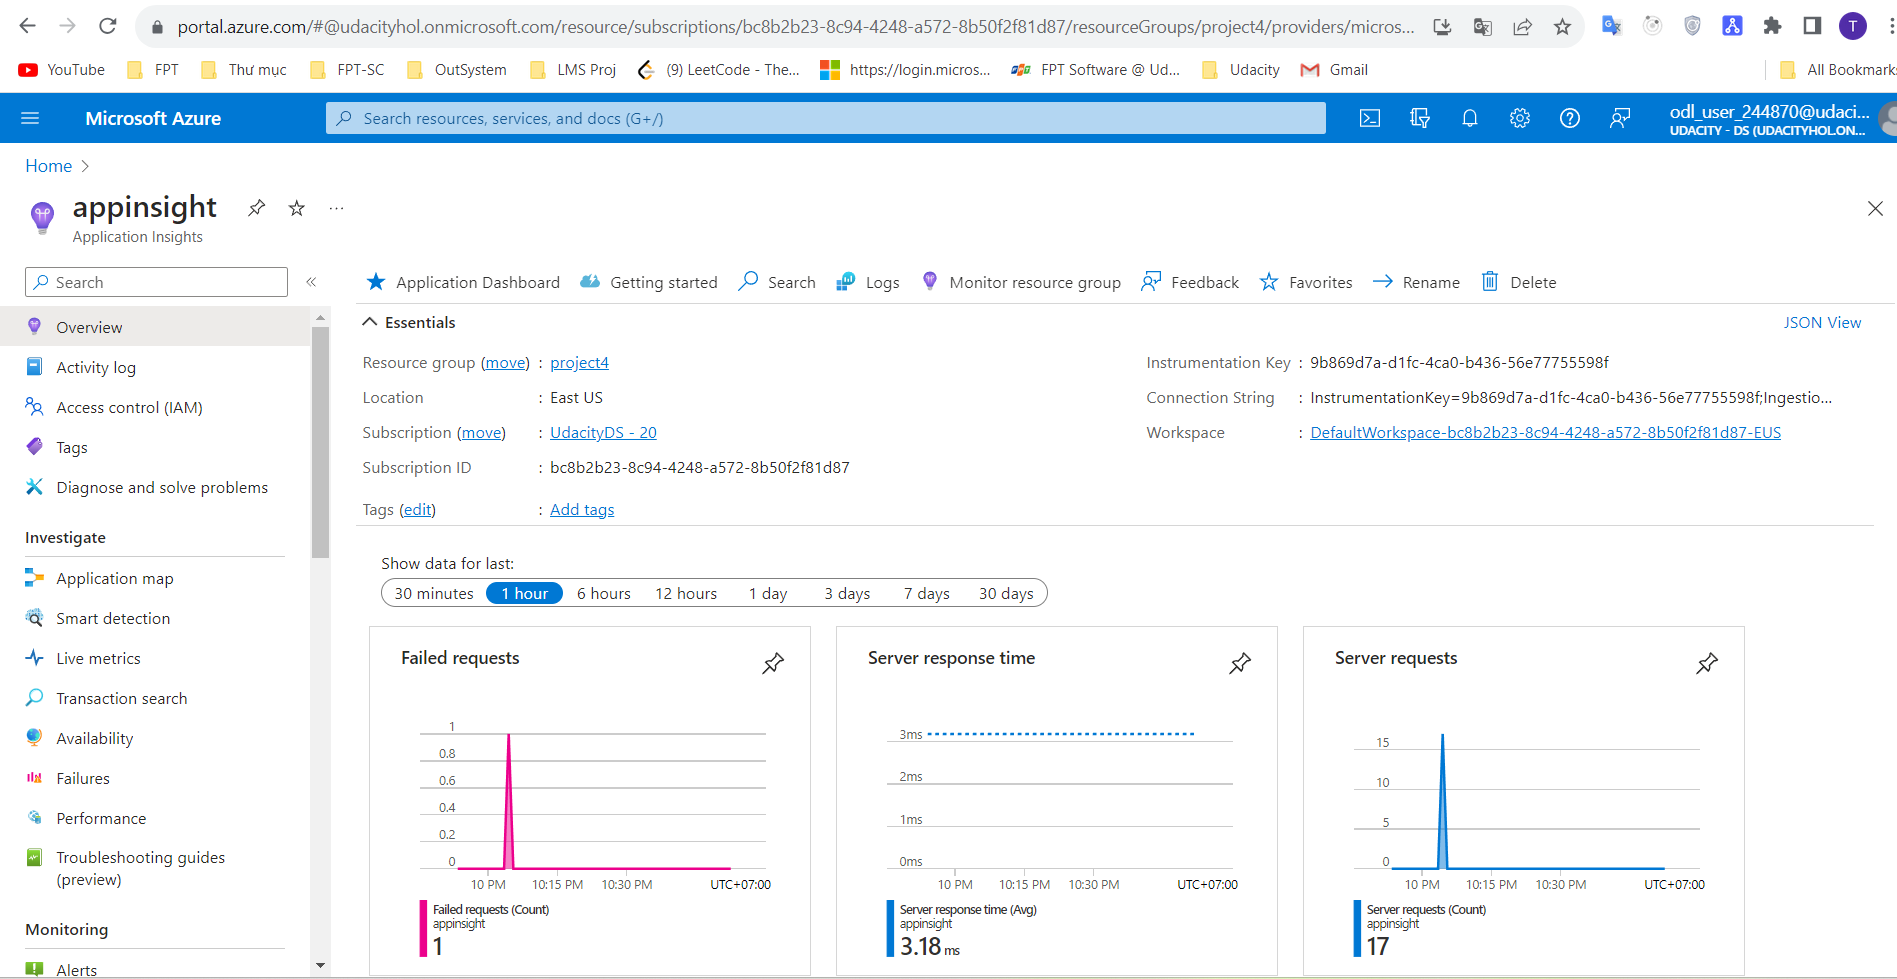 portal.azure.com/#@udacityhol.onmicrosoft.com/resource/subscriptions/bc8b2b23-8c94-4248-a572-8b50f2f81d87/resourceGroups/project4/providers/micros...
T
YouTube FPT Thư mục FPT-SC OutSystem LMS Proj (9) LeetCode - The... https://login.micros... FPT Software @ Ud... Udacity Gmail All Bookmarks
Microsoft Azure
Search resources, services, and docs (G+/)
odl_user_244870@udaci...
UDACITY - DS (UDACITYHOL.ON...
Home >
appinsight ...
Application Insights
Search «
Application Dashboard Getting started Search Logs Monitor resource group Feedback Favorites Rename Delete
Overview
Activity log
Access control (IAM)
Tags
Diagnose and solve problems
Investigate
Application map
Smart detection
Live metrics
Transaction search
Availability
Failures
Performance
Troubleshooting guides
(preview)
Monitoring
Alerts
Essentials JSON View
Resource group (move) : project4
Location : East US
Subscription (move) : UdacityDS - 20
Subscription ID : bc8b2b23-8c94-4248-a572-8b50f2f81d87
Tags (edit) : Add tags
Instrumentation Key : 9b869d7a-d1fc-4ca0-b436-56e77755598f
Connection String : InstrumentationKey=9b869d7a-d1fc-4ca0-b436-56e77755598f;Ingestio...
Workspace : DefaultWorkspace-bc8b2b23-8c94-4248-a572-8b50f2f81d87-EUS
Show data for last:
30 minutes 1 hour 6 hours 12 hours 1 day 3 days 7 days 30 days
Failed requests
1
0.8
0.6
0.4
0.2
0
10 PM 10:15 PM 10:30 PM UTC+07:00
Failed requests (Count)
appinsight
1
Server response time
3ms
2ms
1ms
0ms
10 PM 10:15 PM 10:30 PM UTC+07:00
Server response time (Avg)
appinsight
3.18 ms
Server requests
15
10
5
0
10 PM 10:15 PM 10:30 PM UTC+07:00
Server requests (Count)
appinsight
17